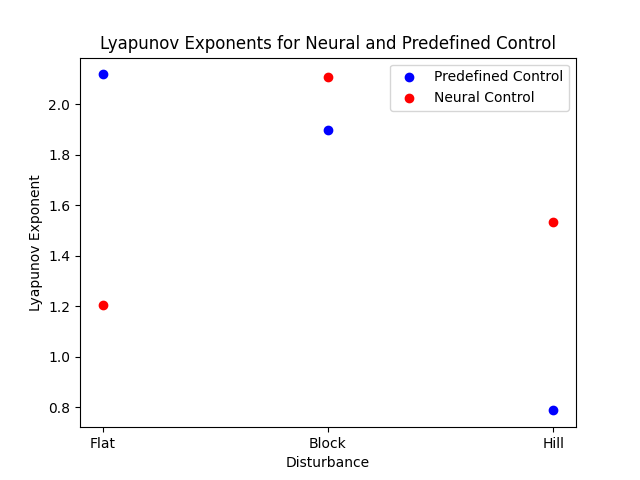 Lyapunov Exponents for Neural and Predefined Control
Predefined Control
Neural Control
Lyapunov Exponent
2.0
1.8
1.6
1.4
1.2
1.0
0.8
Flat
Block
Hill
Disturbance